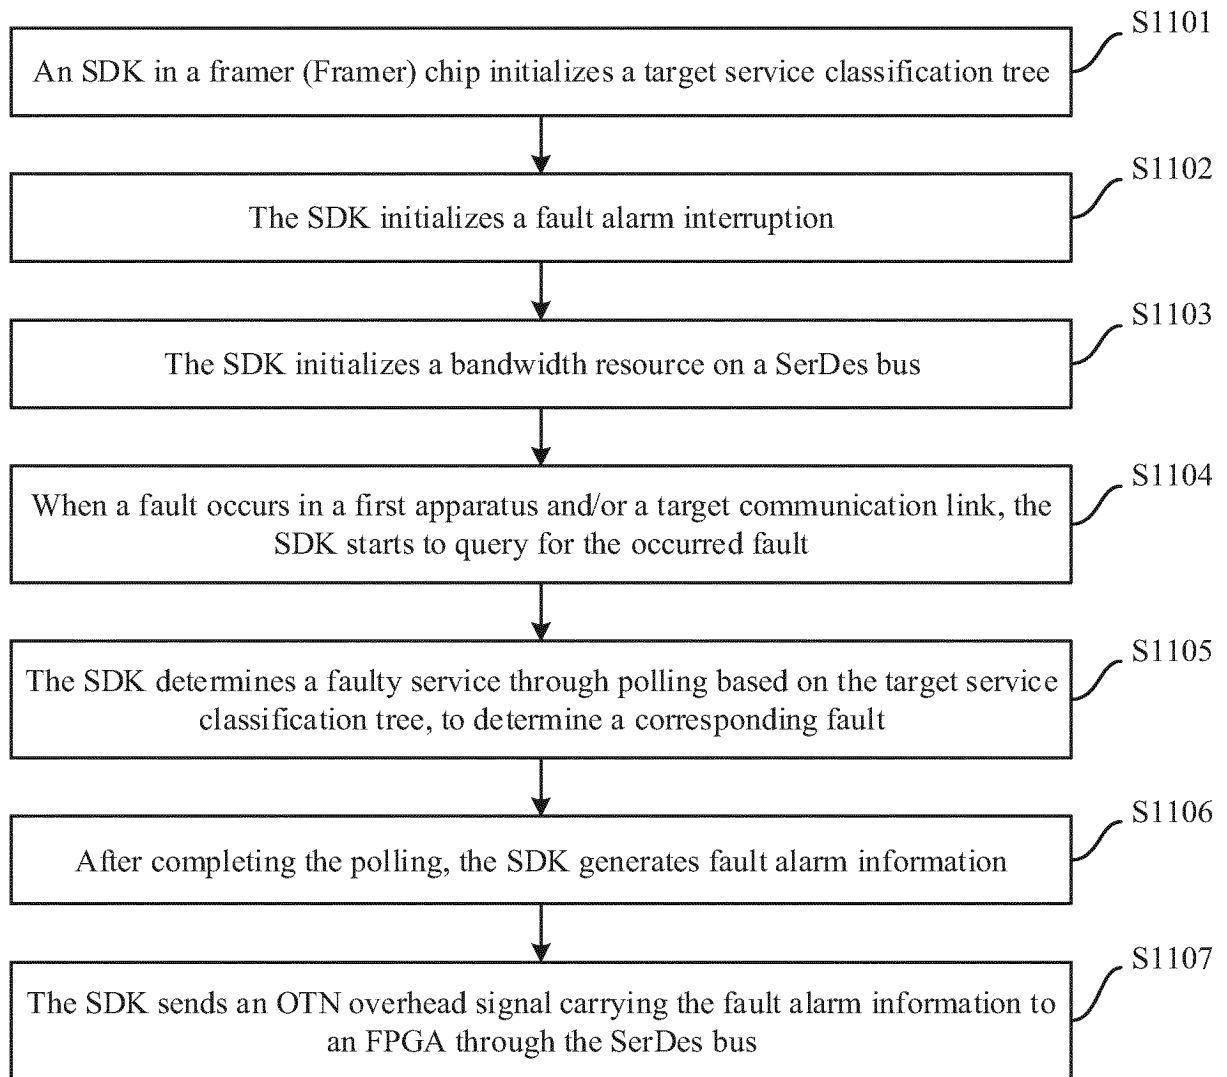 S1101
An SDK in a framer (Framer) chip initializes a target service classification tree
S1102
The SDK initializes a fault alarm interruption
S1103
The SDK initializes a bandwidth resource on a SerDes bus
S1104
When a fault occurs in a first apparatus and/or a target communication link, the
SDK starts to query for the occurred fault
S1105
The SDK determines a faulty service through polling based on the target service
classification tree, to determine a corresponding fault
S1106
After completing the polling, the SDK generates fault alarm information
S1107
The SDK sends an OTN overhead signal carrying the fault alarm information to
an FPGA through the SerDes bus